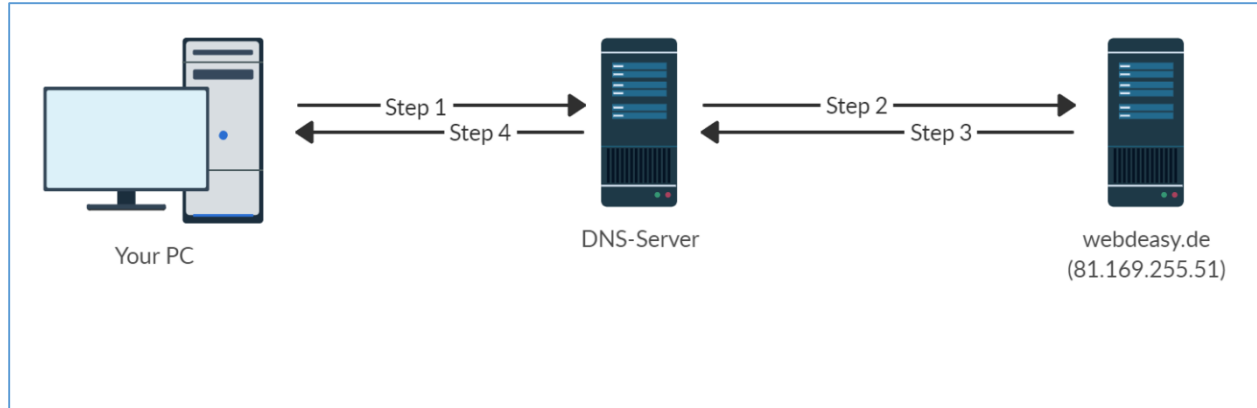 Step 1
Step 4
Step 2
Step 3
Your PC
DNS-Server
webdeasy.de
(81.169.255.51)